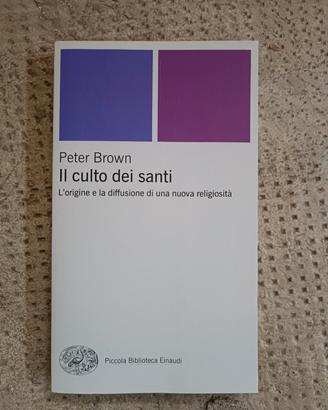 Peter Brown
Il culto dei santi
L'origine e la diffusione di una nuova religiosità
Piccola Biblioteca Einaudi